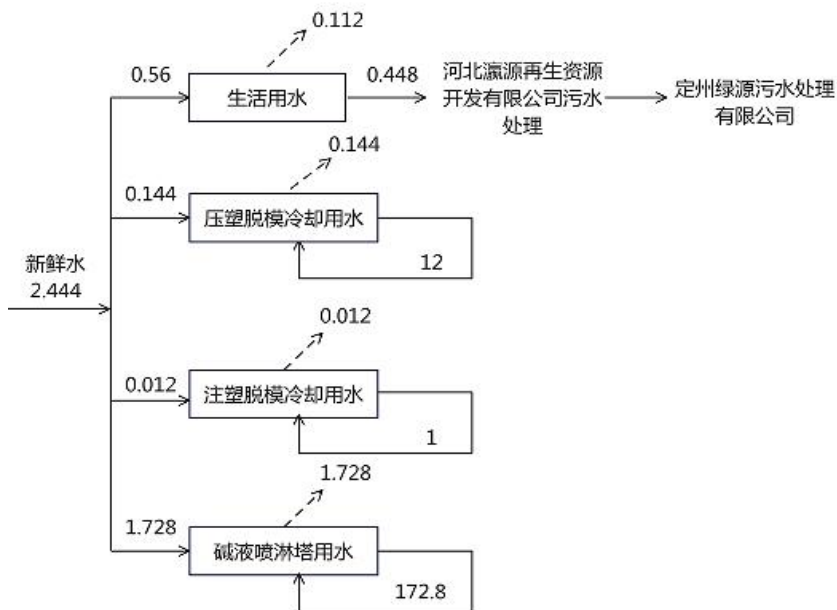 0.112
0.56
生活用水
0.448
河北瀛源再生资源
开发有限公司污水
处理
定州绿源污水处理
有限公司
0.144
0.144
压塑脱模冷却用水
12
新鲜水
2.444
0.012
0.012
注塑脱模冷却用水
1
1.728
1.728
碱液喷淋塔用水
172.8